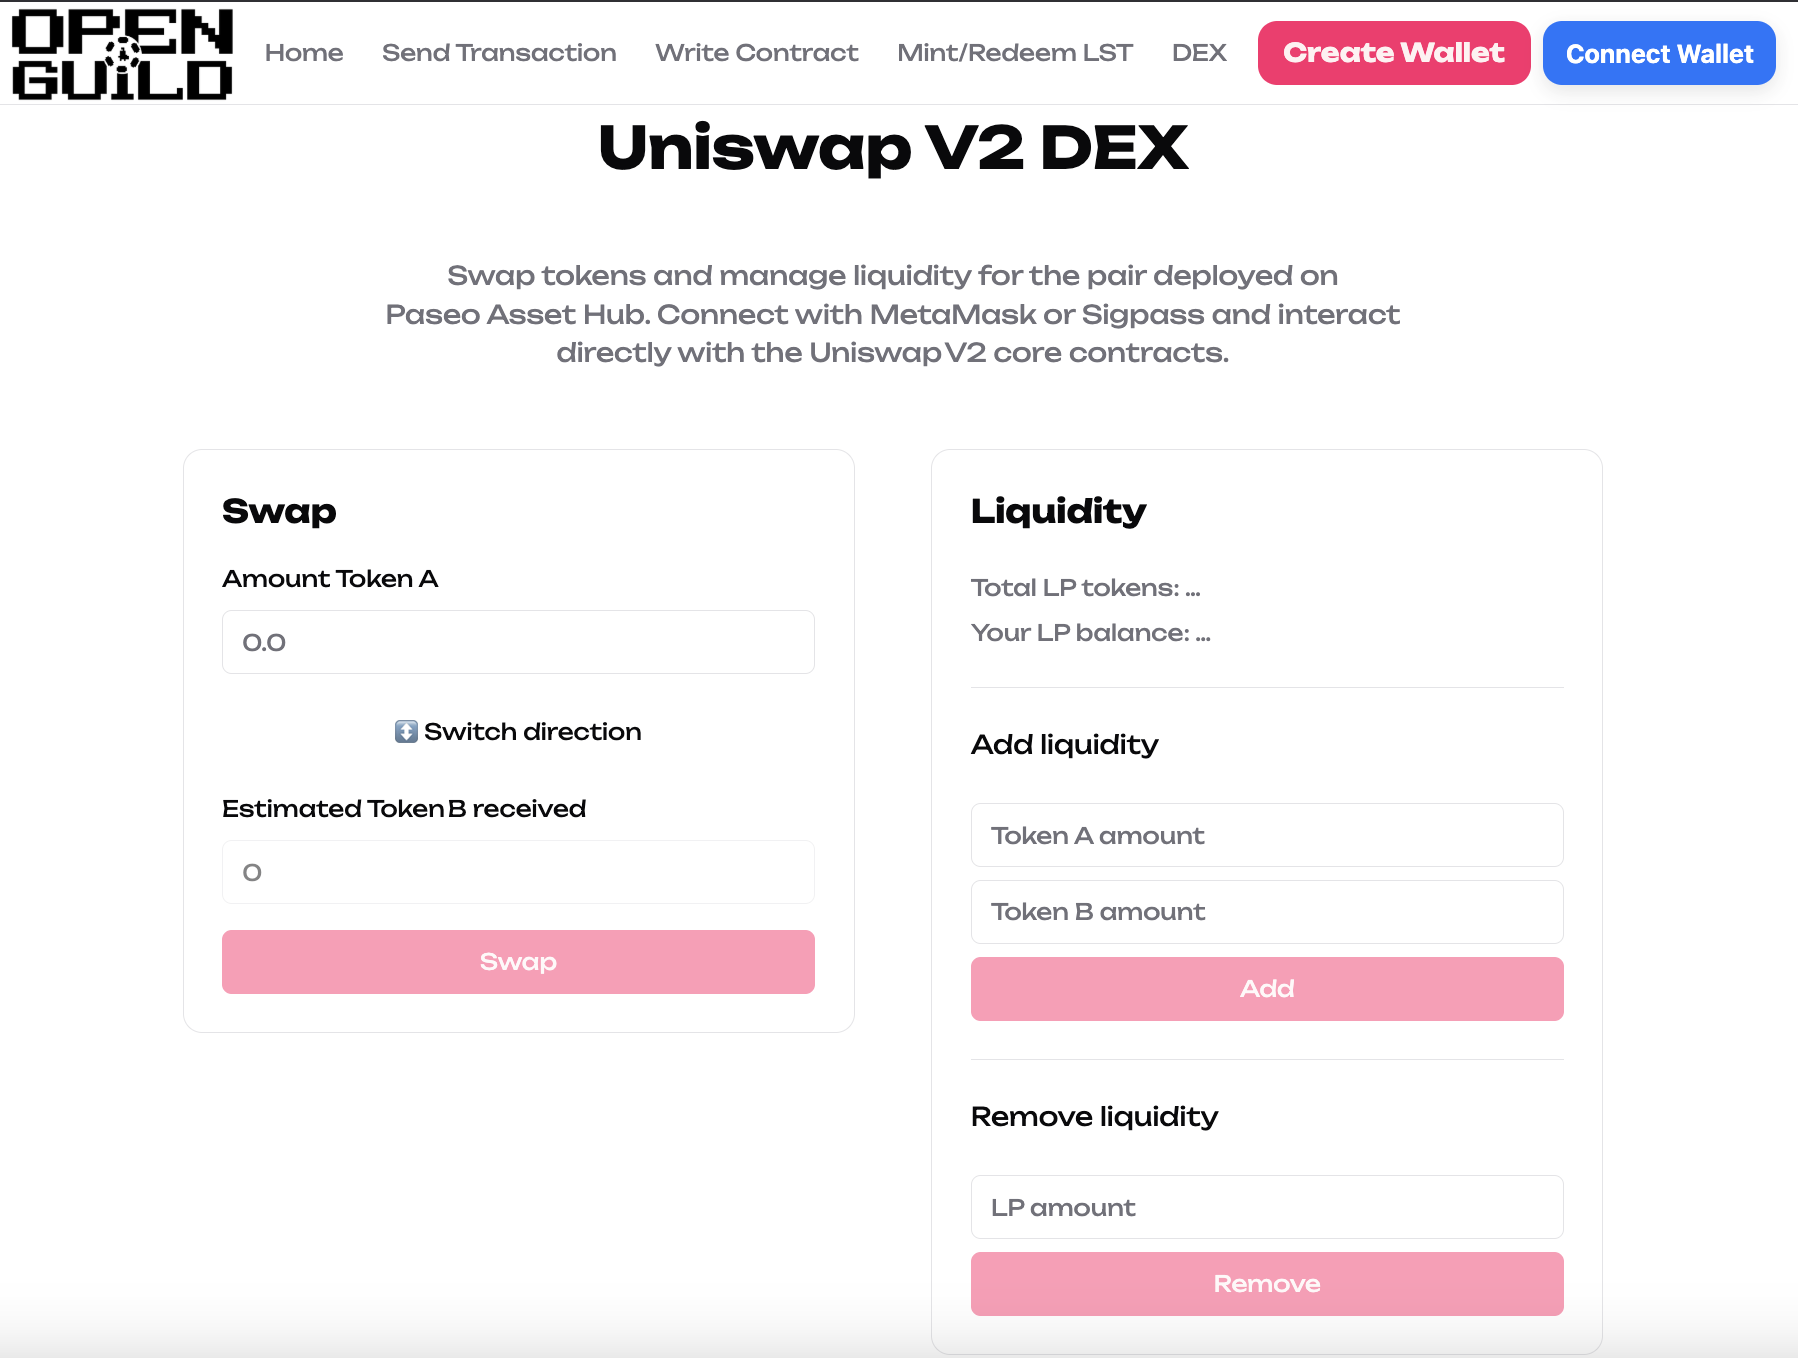 OPEN
GUILD
Home
Send Transaction
Write Contract
Mint/Redeem LST
DEX
Create Wallet
Connect Wallet
Uniswap V2 DEX
Swap tokens and manage liquidity for the pair deployed on
Paseo Asset Hub. Connect with MetaMask or Sigpass and interact
directly with the Uniswap V2 core contracts.
Swap
Amount Token A
0.0
Switch direction
Estimated Token B received
0
Swap
Liquidity
Total LP tokens: ...
Your LP balance: ...
Add liquidity
Token A amount
Token B amount
Add
Remove liquidity
LP amount
Remove